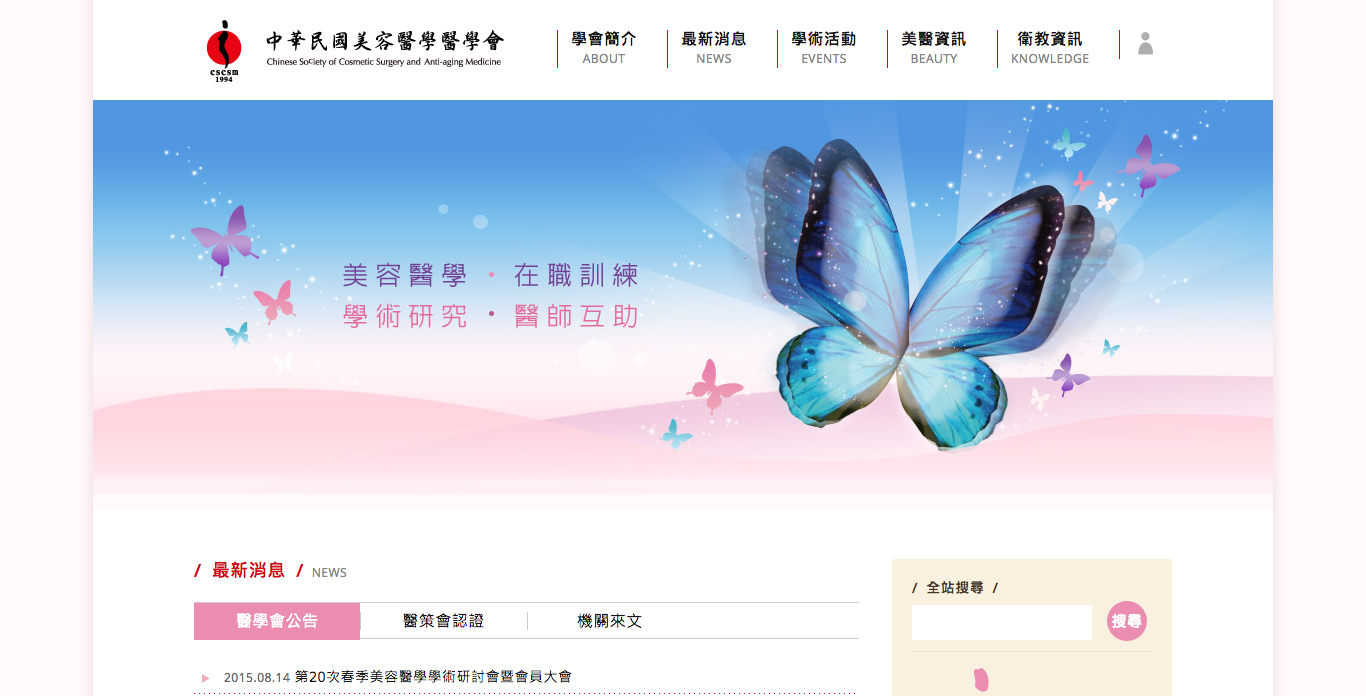 中華民國美容醫學醫學會
Chinese Society of Cosmetic Surgery and Anti-aging Medicine
cscsm
1994
學會簡介
ABOUT
最新消息
NEWS
學術活動
EVENTS
美醫資訊
BEAUTY
衛教資訊
KNOWLEDGE
美容醫學・在職訓練
學術研究・醫師互助
/ 最新消息 / NEWS
醫學會公告
醫策會認證
機關來文
2015.08.14 第20次春季美容醫學學術研討會暨會員大會
/ 全站搜尋 /
搜尋